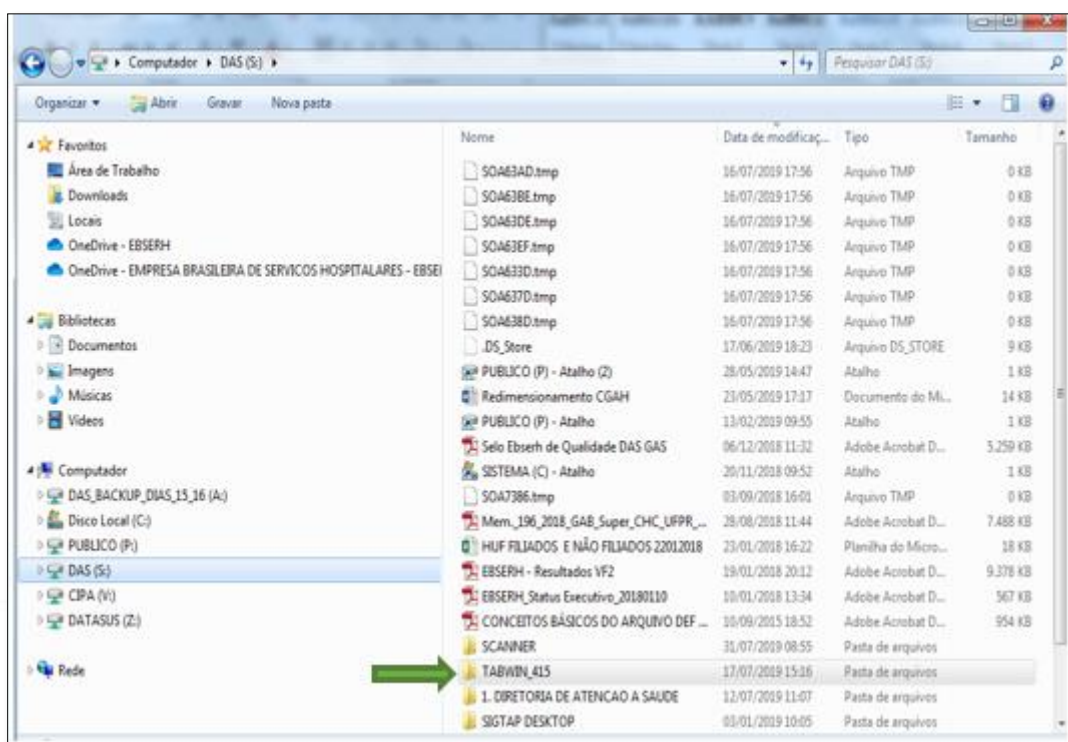 Computador ▸ DAS (S:) ▸
Pesquisar DAS (S:)
Organizar Abrir Gravar Nova pasta
Favoritos
Área de Trabalho
Downloads
Locais
OneDrive - EBSERH
OneDrive - EMPRESA BRASILEIRA DE SERVICOS HOSPITALARES - EBSE
Bibliotecas
Documentos
Imagens
Músicas
Vídeos
Computador
DAS_BACKUP_DIAS_15_16 (A:)
Disco Local (C:)
PUBLICO (P:)
DAS (S:)
CIPA (V:)
DATASUS (Z:)
Rede
Nome Data de modificaç... Tipo Tamanho
SOA63AD.tmp 16/07/2019 17:56 Arquivo TMP 0 KB
SOA63BE.tmp 16/07/2019 17:56 Arquivo TMP 0 KB
SOA63DE.tmp 16/07/2019 17:56 Arquivo TMP 0 KB
SOA63EF.tmp 16/07/2019 17:56 Arquivo TMP 0 KB
SOA633D.tmp 16/07/2019 17:56 Arquivo TMP 0 KB
SOA637D.tmp 16/07/2019 17:56 Arquivo TMP 0 KB
SOA638D.tmp 16/07/2019 17:56 Arquivo TMP 0 KB
.DS_Store 17/06/2019 18:23 Arquivo DS_STORE 9 KB
PUBLICO (P) - Atalho (2) 28/05/2019 14:47 Atalho 1 KB
Redimensionamento CGAH 23/05/2019 17:17 Documento do Mi... 14 KB
PUBLICO (P) - Atalho 13/02/2019 09:55 Atalho 1 KB
Selo Ebserh de Qualidade DAS GAS 06/12/2018 11:32 Adobe Acrobat D... 5.259 KB
SISTEMA (C) - Atalho 20/11/2018 09:52 Atalho 1 KB
SOA7386.tmp 03/09/2018 16:01 Arquivo TMP 0 KB
Mem._196_2018_GAB_Super_CHC_UFPR_... 28/08/2018 11:44 Adobe Acrobat D... 7.488 KB
HUF FILIADOS E NÃO FILIADOS 22012018 23/01/2018 16:22 Planilha do Micro... 18 KB
EBSERH - Resultados VF2 19/01/2018 20:12 Adobe Acrobat D... 9.378 KB
EBSERH_Status Executivo_20180110 10/01/2018 13:34 Adobe Acrobat D... 567 KB
CONCEITOS BÁSICOS DO ARQUIVO DEF ... 10/09/2015 18:52 Adobe Acrobat D... 954 KB
SCANNER 31/07/2019 08:55 Pasta de arquivos
TABWIN_415 17/07/2019 15:16 Pasta de arquivos
1. DIRETORIA DE ATENCAO A SAUDE 12/07/2019 11:07 Pasta de arquivos
SIGTAP DESKTOP 03/01/2019 10:05 Pasta de arquivos